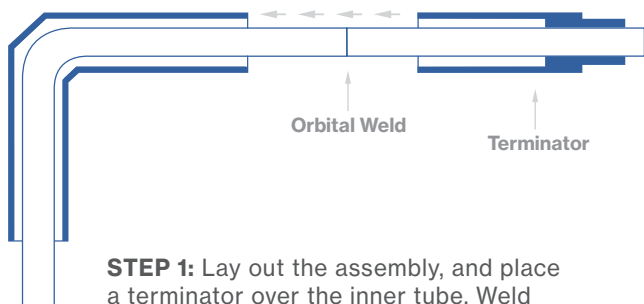 Orbital Weld
Terminator
STEP 1: Lay out the assembly, and place
a terminator over the inner tube. Weld